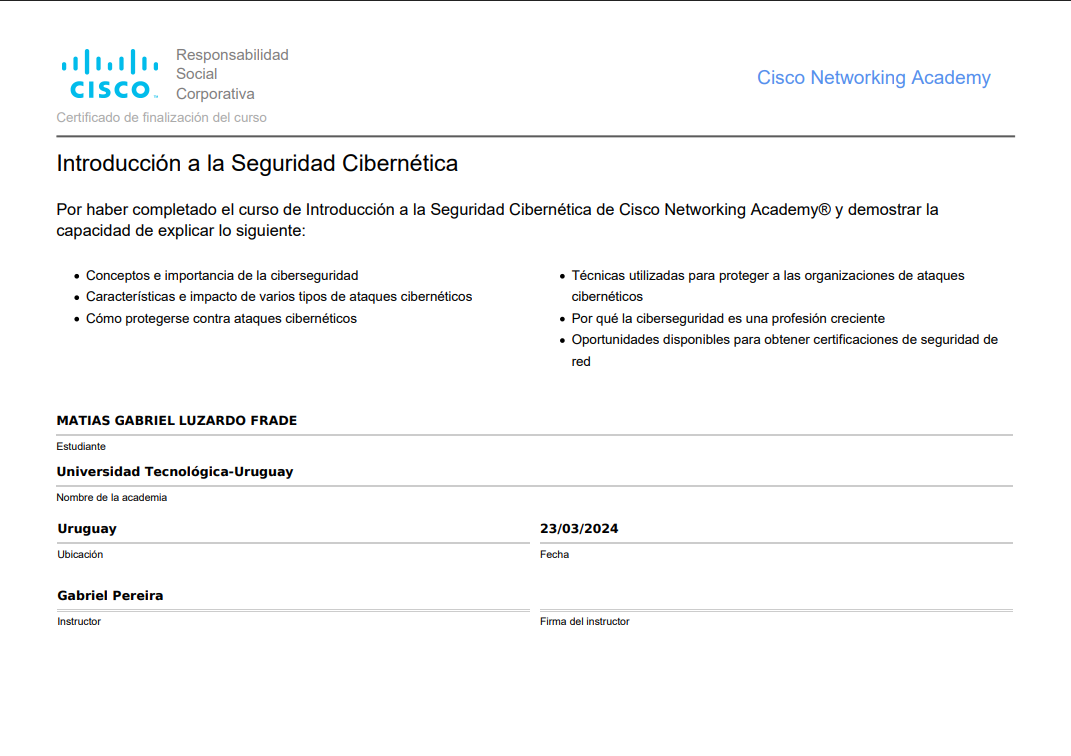 CISCO
Responsabilidad
Social
Corporativa
Cisco Networking Academy
Certificado de finalización del curso
Introducción a la Seguridad Cibernética
Por haber completado el curso de Introducción a la Seguridad Cibernética de Cisco Networking Academy® y demostrar la
capacidad de explicar lo siguiente:
• Conceptos e importancia de la ciberseguridad
• Características e impacto de varios tipos de ataques cibernéticos
• Cómo protegerse contra ataques cibernéticos
• Técnicas utilizadas para proteger a las organizaciones de ataques
cibernéticos
• Por qué la ciberseguridad es una profesión creciente
• Oportunidades disponibles para obtener certificaciones de seguridad de
red
MATIAS GABRIEL LUZARDO FRADE
Estudiante
Universidad Tecnológica-Uruguay
Nombre de la academia
Uruguay
Ubicación
23/03/2024
Fecha
Gabriel Pereira
Instructor
Firma del instructor